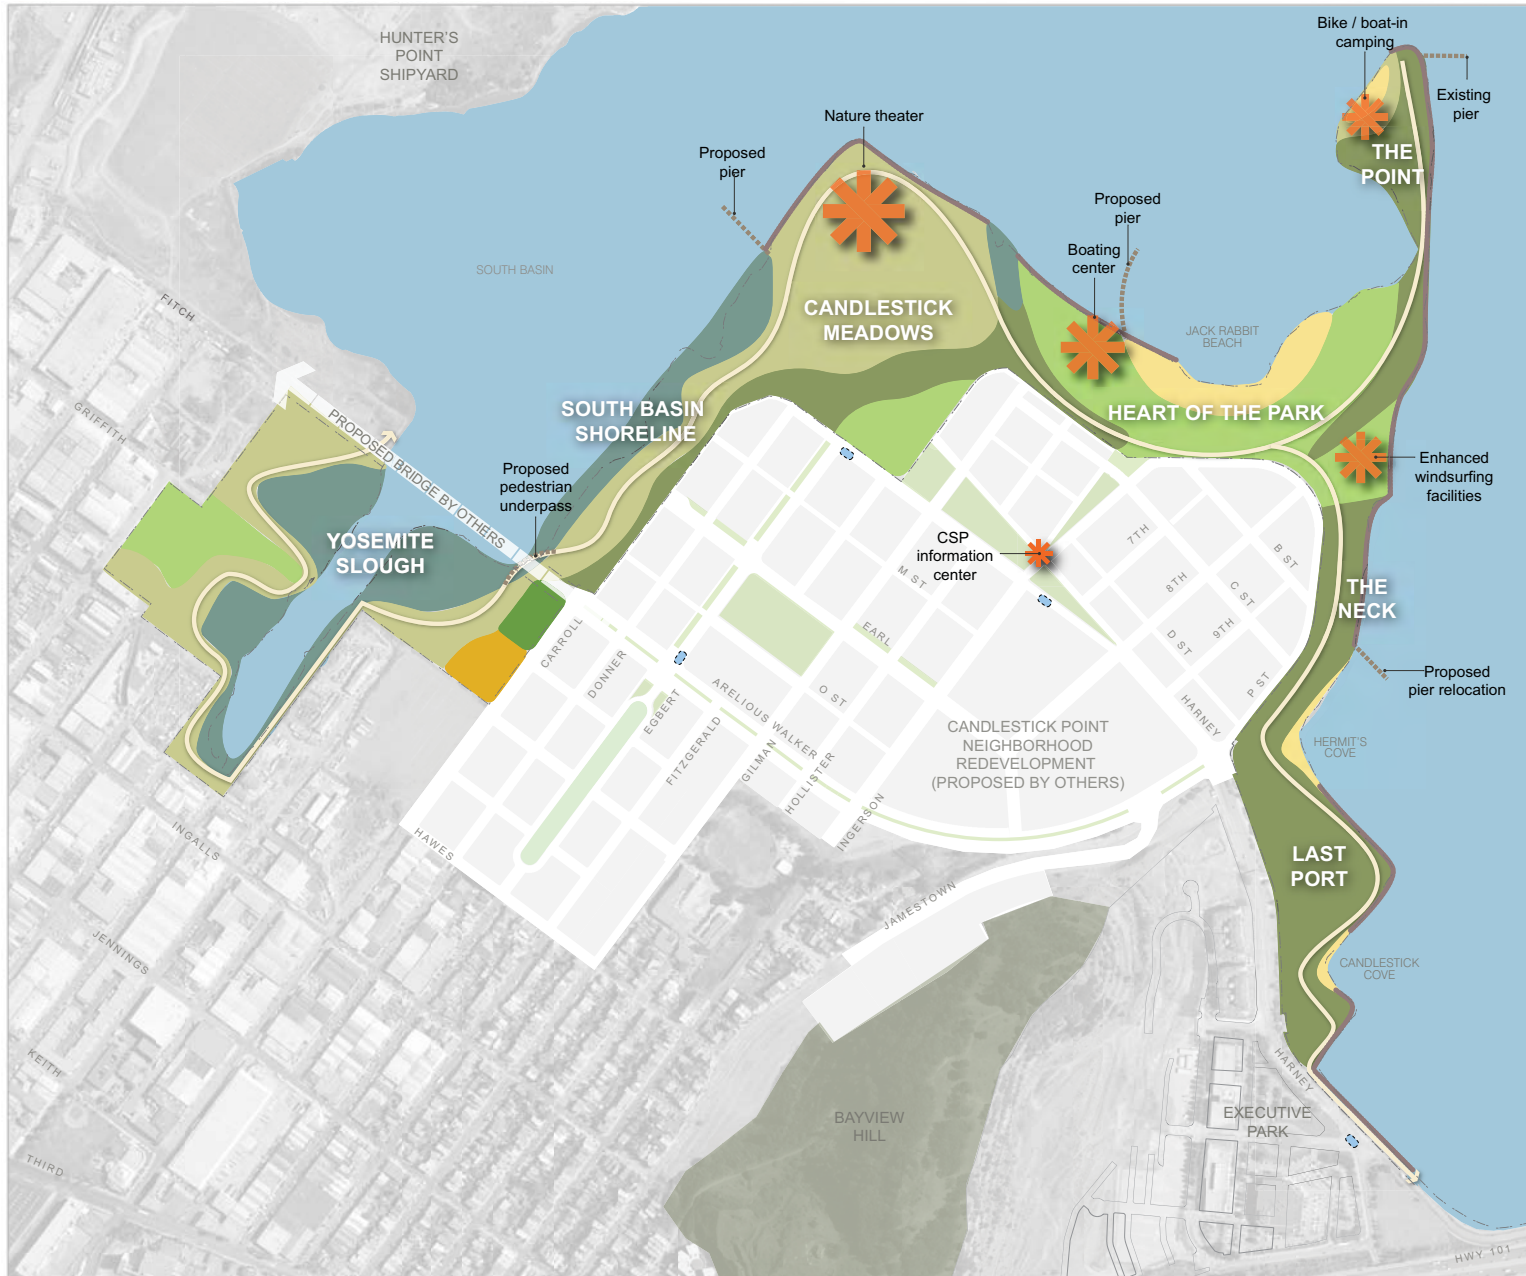 HUNTER'S
POINT
SHIPYARD
Bike / boat-in
camping
Existing
pier
Nature theater
THE
POINT
Proposed
pier
Proposed
pier
Boating
center
SOUTH BASIN
FITCH
CANDLESTICK
MEADOWS
JACK RABBIT
BEACH
GRIFFITH
PROPOSED BRIDGE BY OTHERS
SOUTH BASIN
SHORELINE
HEART OF THE PARK
Proposed
pedestrian
underpass
Enhanced
windsurfing
facilities
YOSEMITE
SLOUGH
CSP
information
center
7TH
B ST
M ST
8TH
C ST
THE
NECK
EARL
9TH
D ST
CARROLL
DONNER
EGBERT
ARELIOUS WALKER
O ST
P ST
HARNEY
Proposed
pier relocation
FITZGERALD
GILMAN
HOLLISTER
INGERSON
CANDLESTICK POINT
NEIGHBORHOOD
REDEVELOPMENT
(PROPOSED BY OTHERS)
HERMIT'S
COVE
INGALLS
HAWES
LAST
PORT
JAMESTOWN
JENNINGS
CANDLESTICK
COVE
KEITH
HARNEY
BAYVIEW
HILL
EXECUTIVE
PARK
THIRD
HWY 101